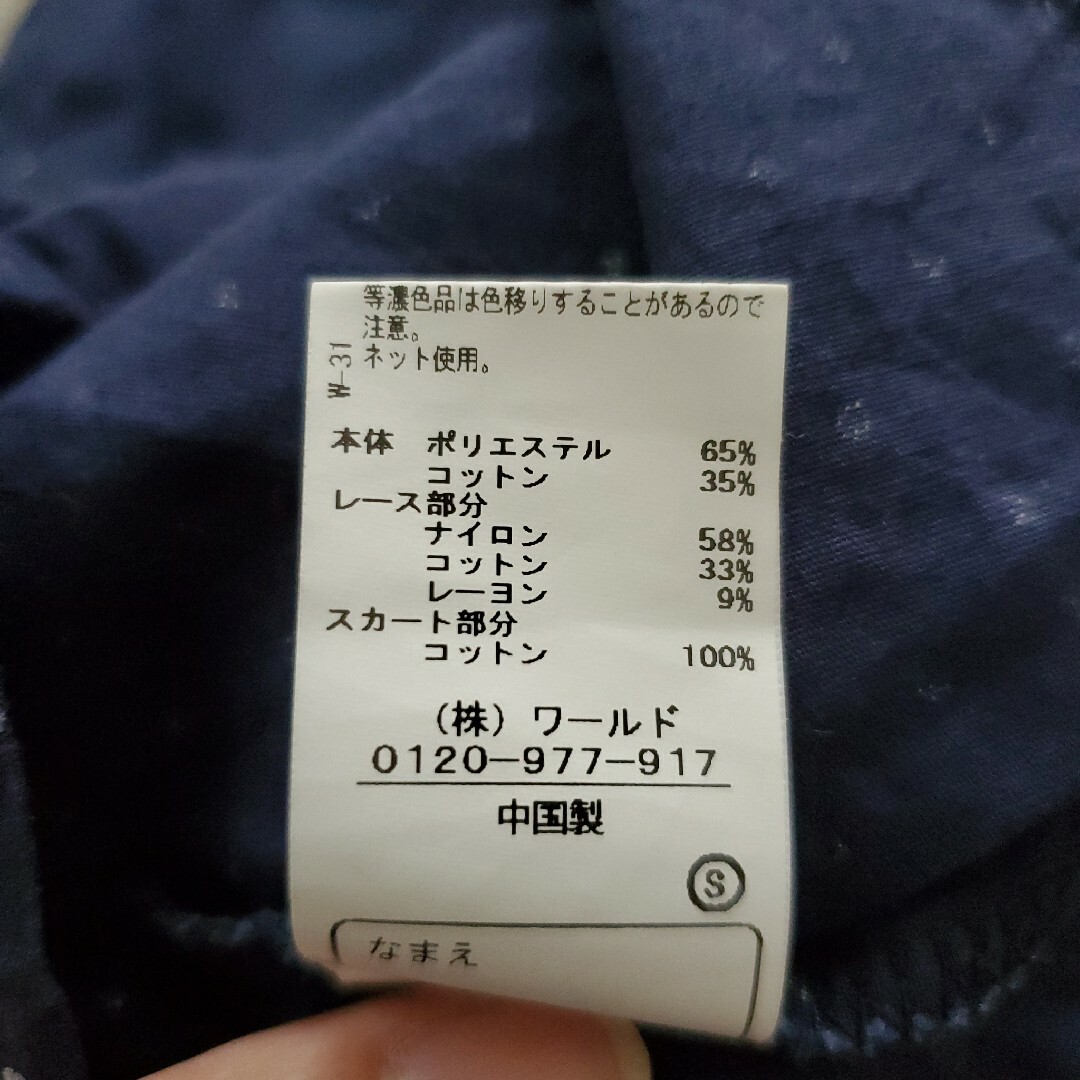 等濃色品は色移りすることがあるので
注意。
ネット使用。
W-31
本体 ポリエステル 65%
コットン 35%
レース部分
ナイロン 58%
コットン 33%
レーヨン 9%
スカート部分
コットン 100%
(株)ワールド
0120-977-917
中国製
S
なまえ